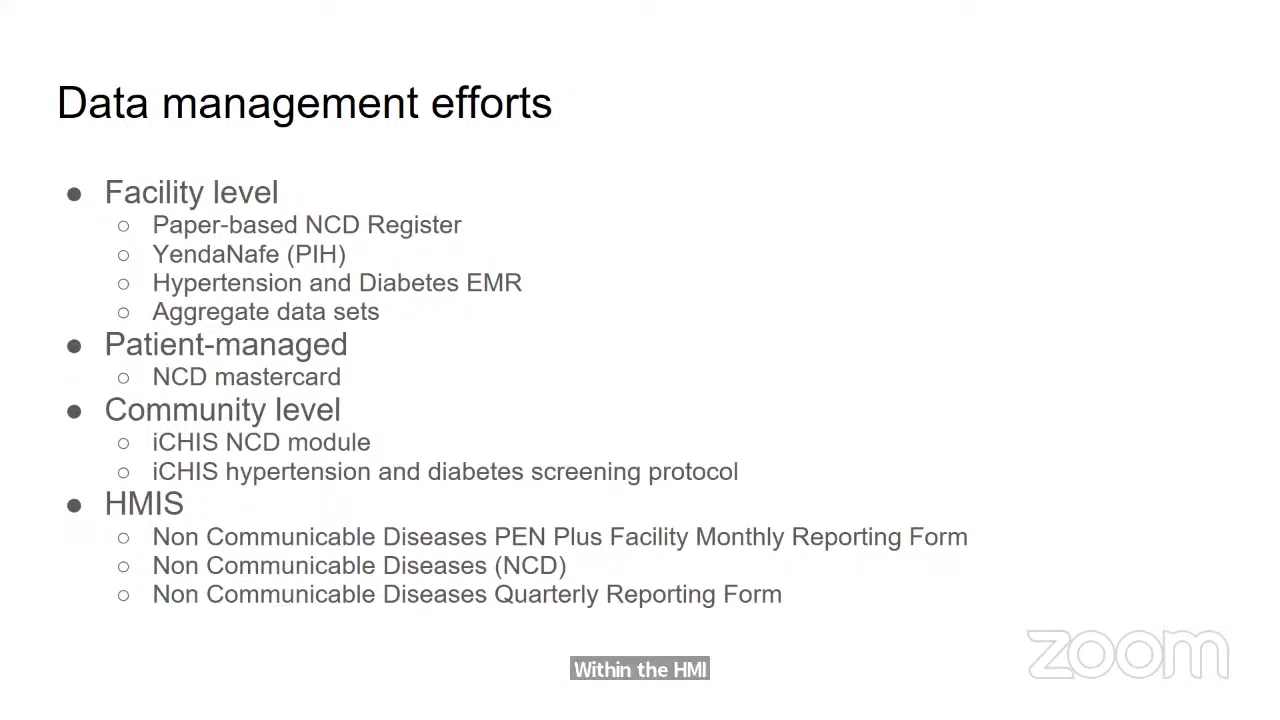 Data management efforts
● Facility level
○ Paper-based NCD Register
○ YendaNafe (PIH)
○ Hypertension and Diabetes EMR
○ Aggregate data sets
● Patient-managed
○ NCD mastercard
● Community level
○ iCHIS NCD module
○ iCHIS hypertension and diabetes screening protocol
● HMIS
○ Non Communicable Diseases PEN Plus Facility Monthly Reporting Form
○ Non Communicable Diseases (NCD)
○ Non Communicable Diseases Quarterly Reporting Form
zoom
Within the HMI